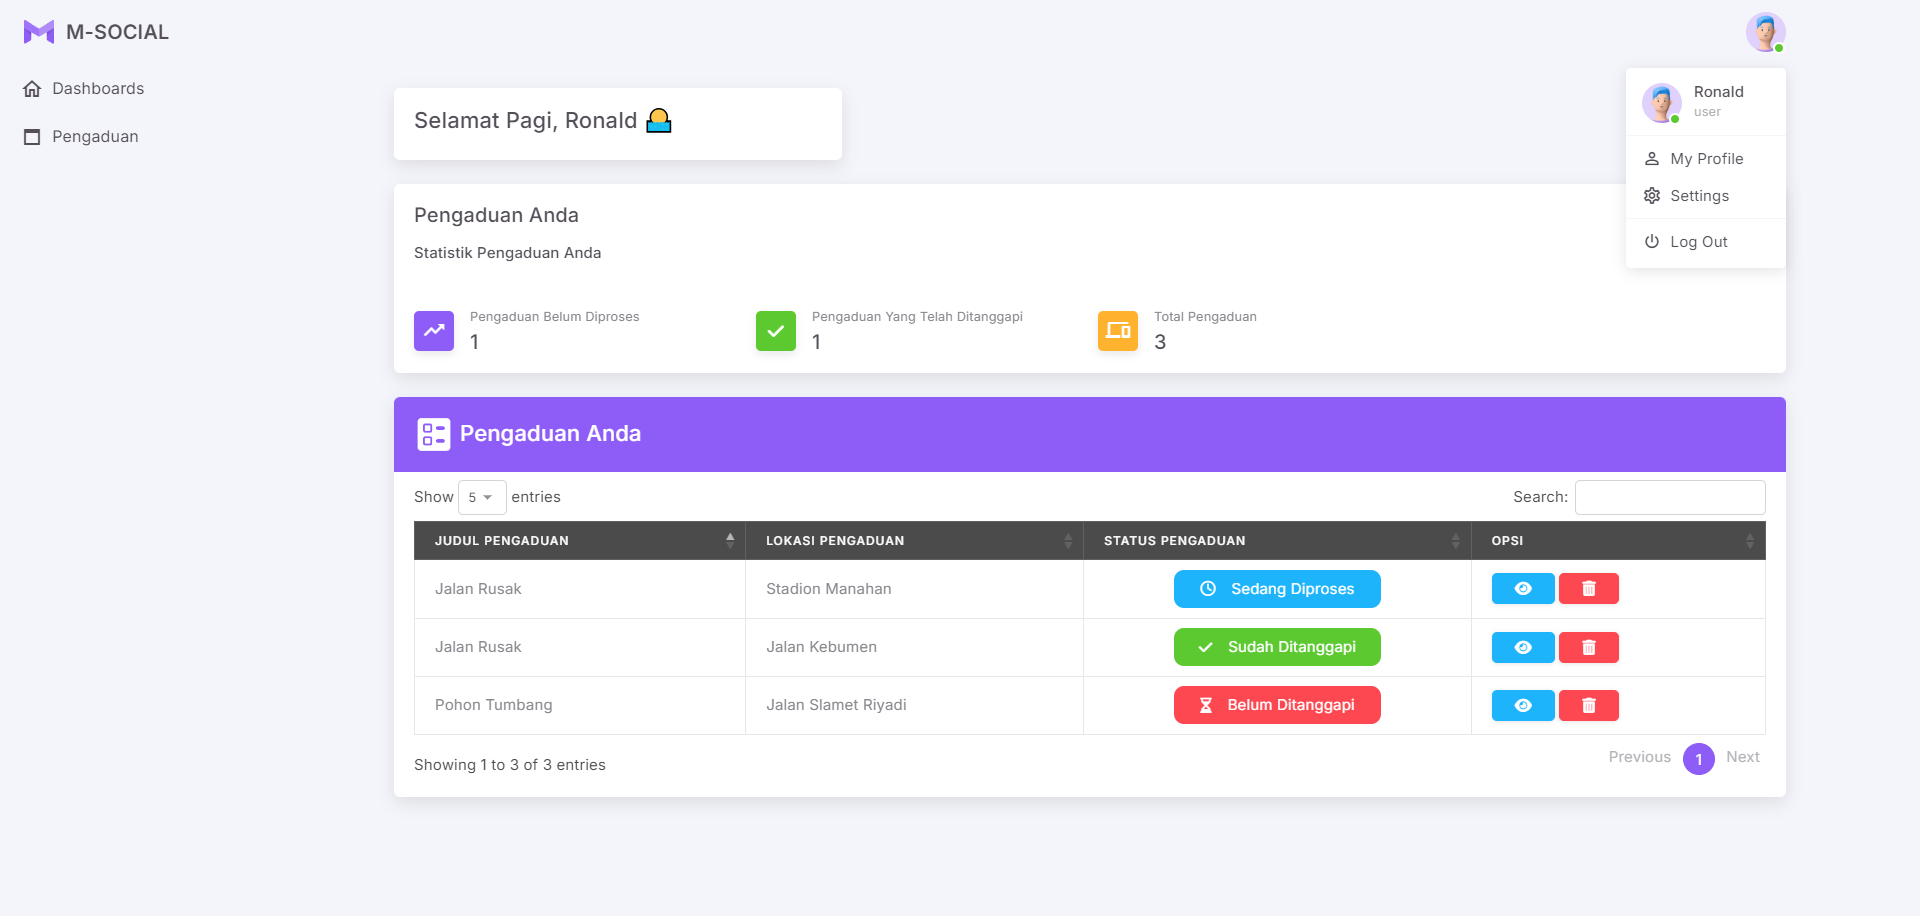 M-SOCIAL
Dashboards
Pengaduan
Ronald
user
My Profile
Settings
Log Out
Selamat Pagi, Ronald
Pengaduan Anda
Statistik Pengaduan Anda
Pengaduan Belum Diproses
1
Pengaduan Yang Telah Ditanggapi
1
Total Pengaduan
3
Pengaduan Anda
Show 5 entries
Search:
JUDUL PENGADUAN LOKASI PENGADUAN STATUS PENGADUAN OPSI
Jalan Rusak Stadion Manahan Sedang Diproses
Jalan Rusak Jalan Kebumen Sudah Ditanggapi
Pohon Tumbang Jalan Slamet Riyadi Belum Ditanggapi
Showing 1 to 3 of 3 entries
Previous 1 Next